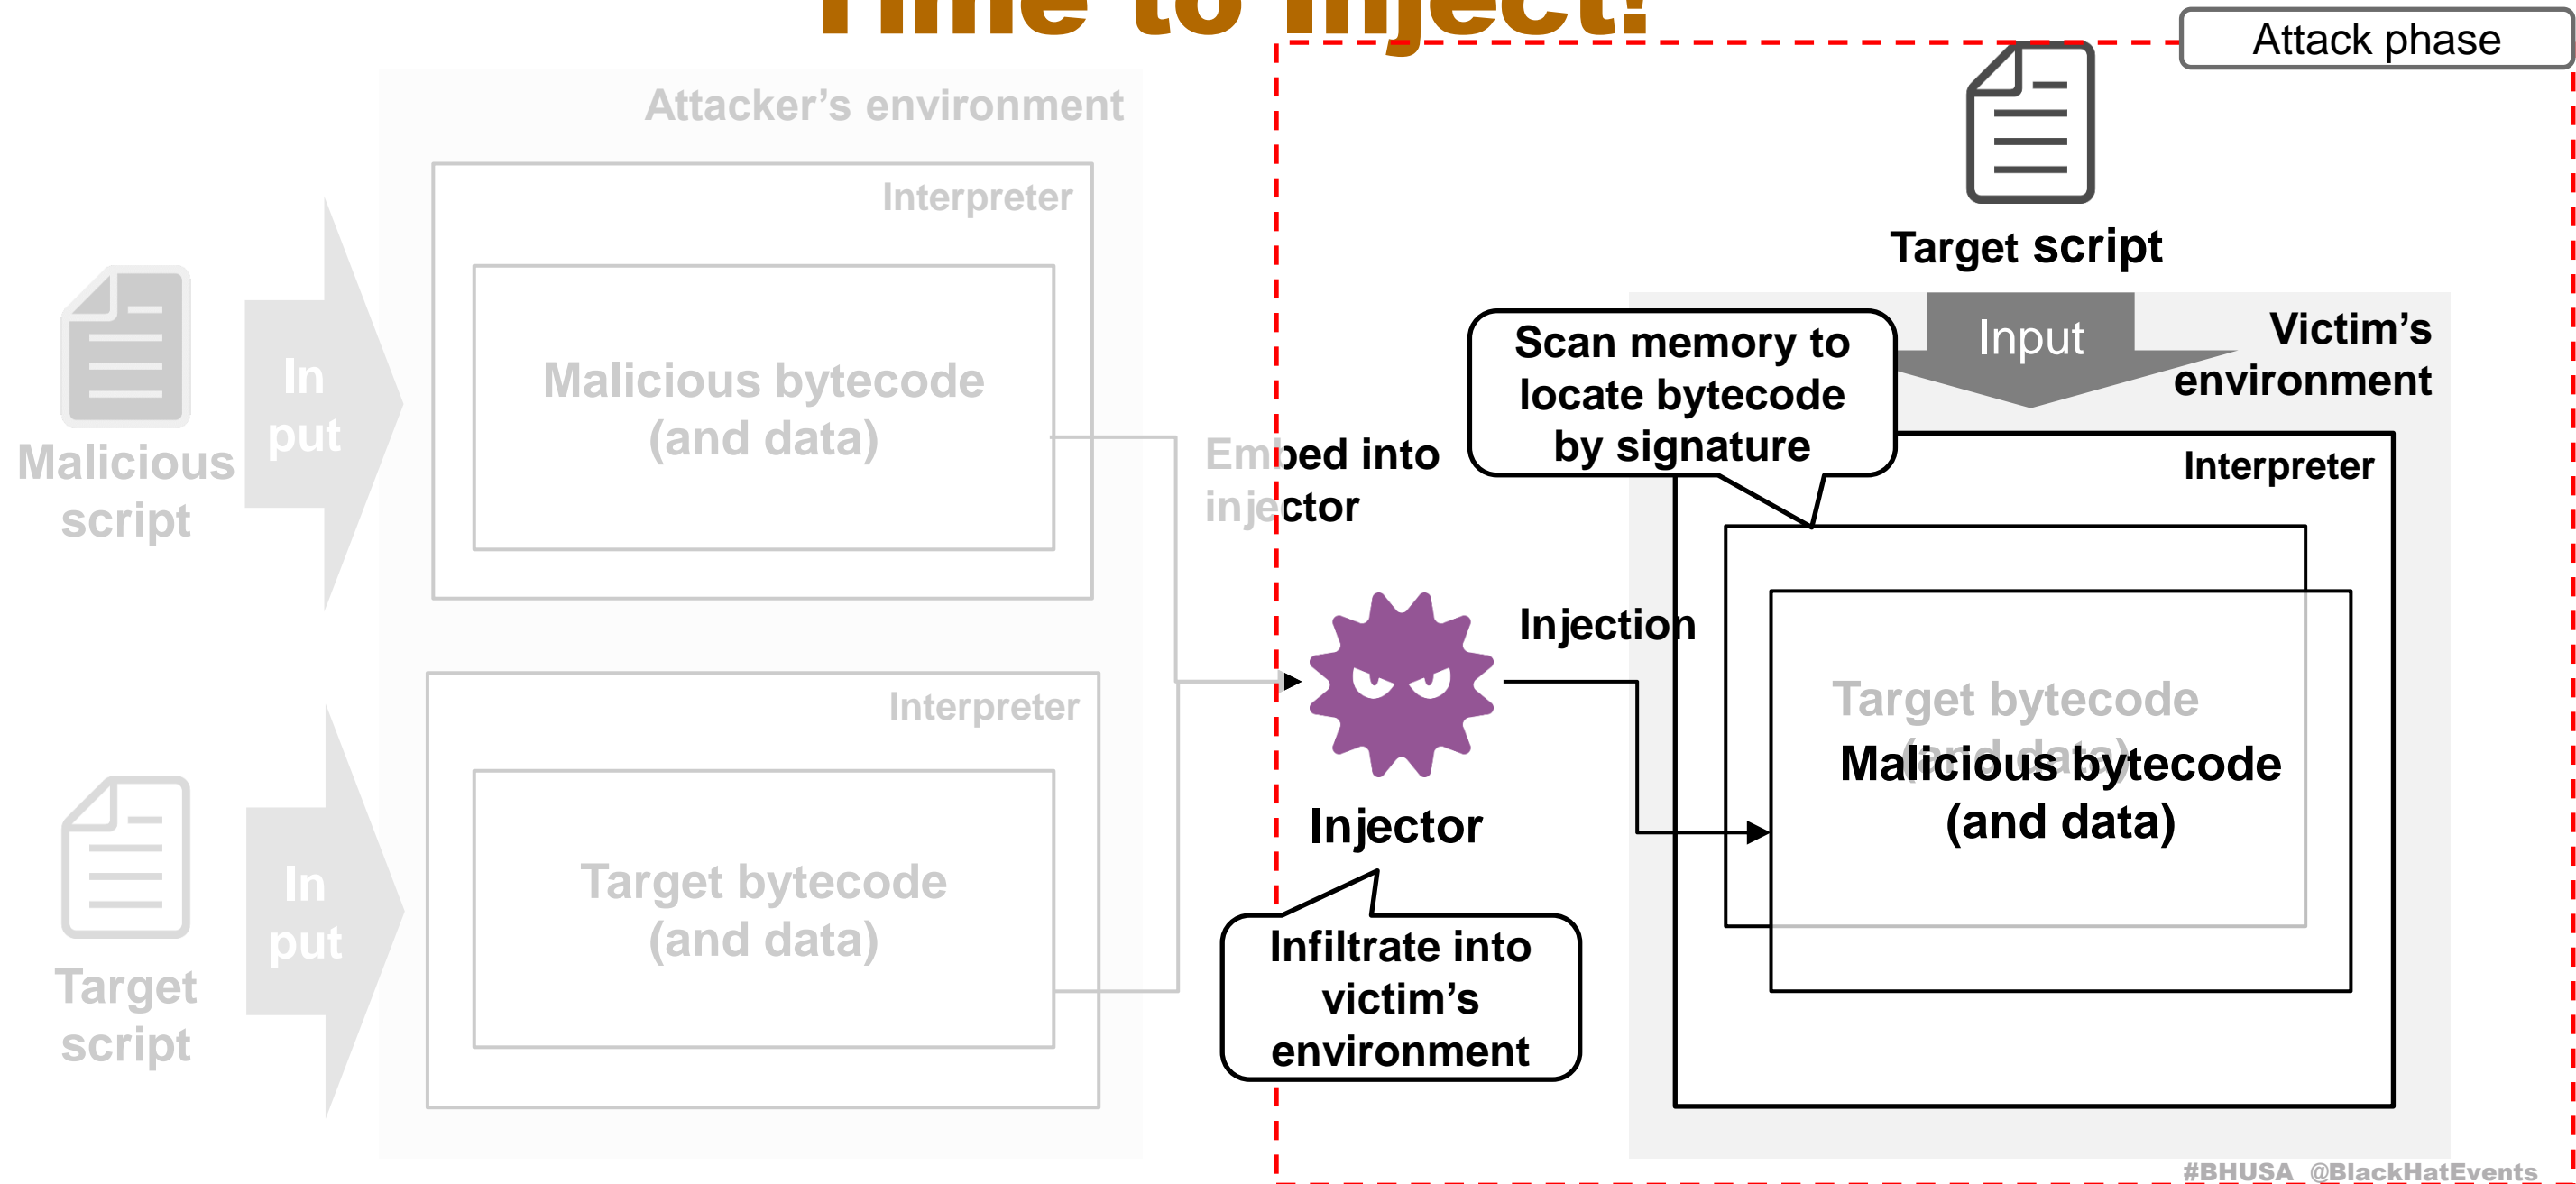 Time to Inject!
Attack phase
Attacker’s environment
Interpreter
Malicious bytecode
(and data)
In
put
Malicious
script
Interpreter
Target bytecode
(and data)
In
put
Target
script
Embed into
injector
Injector
Infiltrate into
victim’s
environment
Injection
Target script
Input
Victim’s
environment
Scan memory to
locate bytecode
by signature
Interpreter
Target bytecode
(and data)
Malicious bytecode
(and data)
#BHUSA @BlackHatEvents